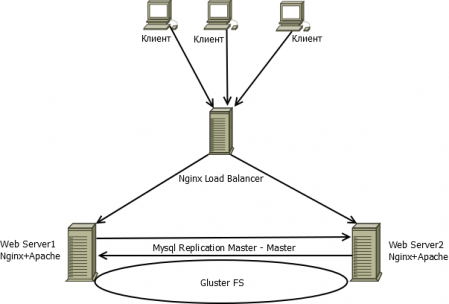 Клиент
Клиент
Клиент
Nginx Load Balancer
Web Server1
Nginx+Apache
Mysql Replication Master - Master
Web Server2
Nginx+Apache
Gluster FS